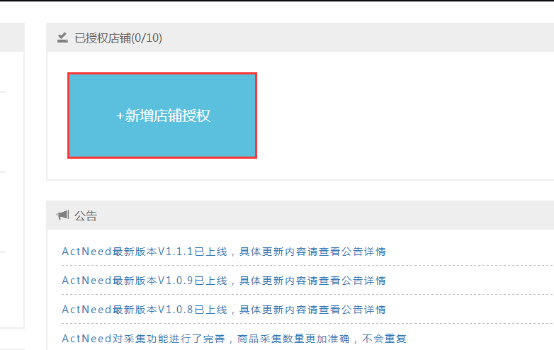 已授权店铺(0/10)
+新增店铺授权
公告
ActNeed最新版本V1.1.1已上线，具体更新内容请查看公告详情
ActNeed最新版本V1.0.9已上线，具体更新内容请查看公告详情
ActNeed最新版本V1.0.8已上线，具体更新内容请查看公告详情
ActNeed对采集功能进行了完善，商品采集数量更加准确，不会重复